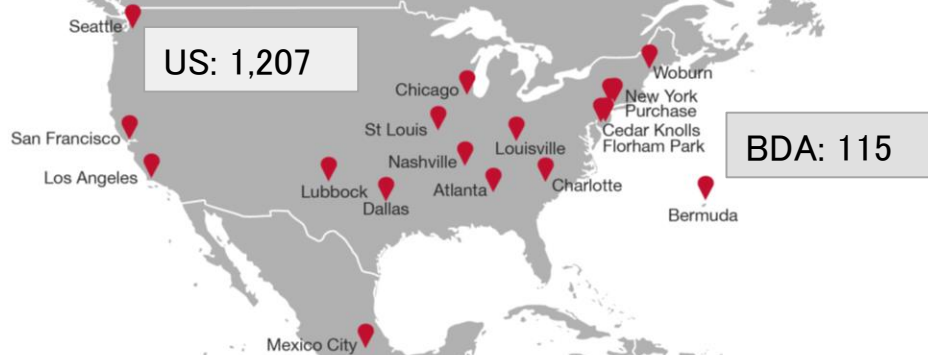 Seattle
US: 1,207
Woburn
Chicago
New York
Purchase
St Louis
Cedar Knolls
San Francisco
Louisville
Florham Park
BDA: 115
Nashville
Los Angeles
Lubbock
Atlanta
Charlotte
Dallas
Bermuda
Mexico City